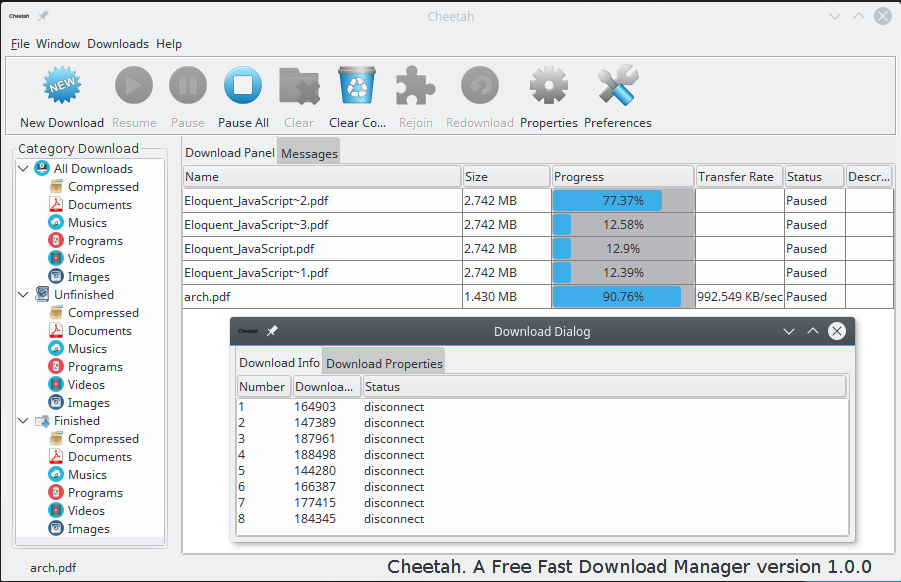 Cheetah
Cheetah
File Window Downloads Help
NEW
New Download Resume Pause Pause All Clear Clear Co... Rejoin Redownload Properties Preferences
Category Download
All Downloads
Compressed
Documents
Musics
Programs
Videos
Images
Unfinished
Compressed
Documents
Musics
Programs
Videos
Images
Finished
Compressed
Documents
Musics
Programs
Videos
Images
Download Panel Messages
Name Size Progress Transfer Rate Status Descr...
Eloquent_JavaScript~2.pdf 2.742 MB 77.37% Paused
Eloquent_JavaScript~3.pdf 2.742 MB 12.58% Paused
Eloquent_JavaScript.pdf 2.742 MB 12.9% Paused
Eloquent_JavaScript~1.pdf 2.742 MB 12.39% Paused
arch.pdf 1.430 MB 90.76% 992.549 KB/sec Paused
Cheetah Download Dialog
Download Info Download Properties
Number Downloa... Status
1 164903 disconnect
2 147389 disconnect
3 187961 disconnect
4 188498 disconnect
5 144280 disconnect
6 166387 disconnect
7 177415 disconnect
8 184345 disconnect
arch.pdf
Cheetah. A Free Fast Download Manager version 1.0.0